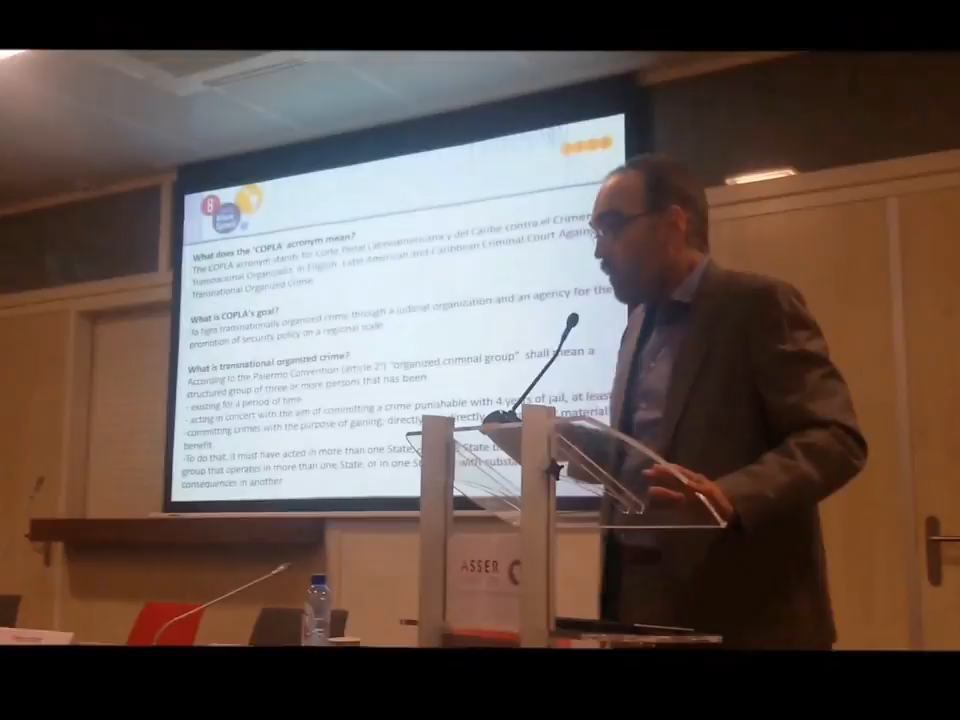 What does the 'COPLA' acronym mean?
The COPLA acronym stands for Corte Penal Latinoamericana y del Caribe contra el Crimen
Transnacional Organizado. In English, Latin American and Caribbean Criminal Court Against
Transnational Organized Crime.
What is COPLA's goal?
To fight transnationally organized crime through a judicial organization and an agency for the
promotion of security policy on a regional scale.
What is transnational organized crime?
According to the Palermo Convention (article 2°) "organized criminal group" shall mean a
structured group of three or more persons that has been:
- existing for a period of time
- acting in concert with the aim of committing a crime punishable with 4 years of jail, at least
-committing crimes with the purpose of gaining, directly directly material
benefit.
-To do that, it must have acted in more than one State, State
group that operates in more than one State, or in one with
consequences in another
ASSER